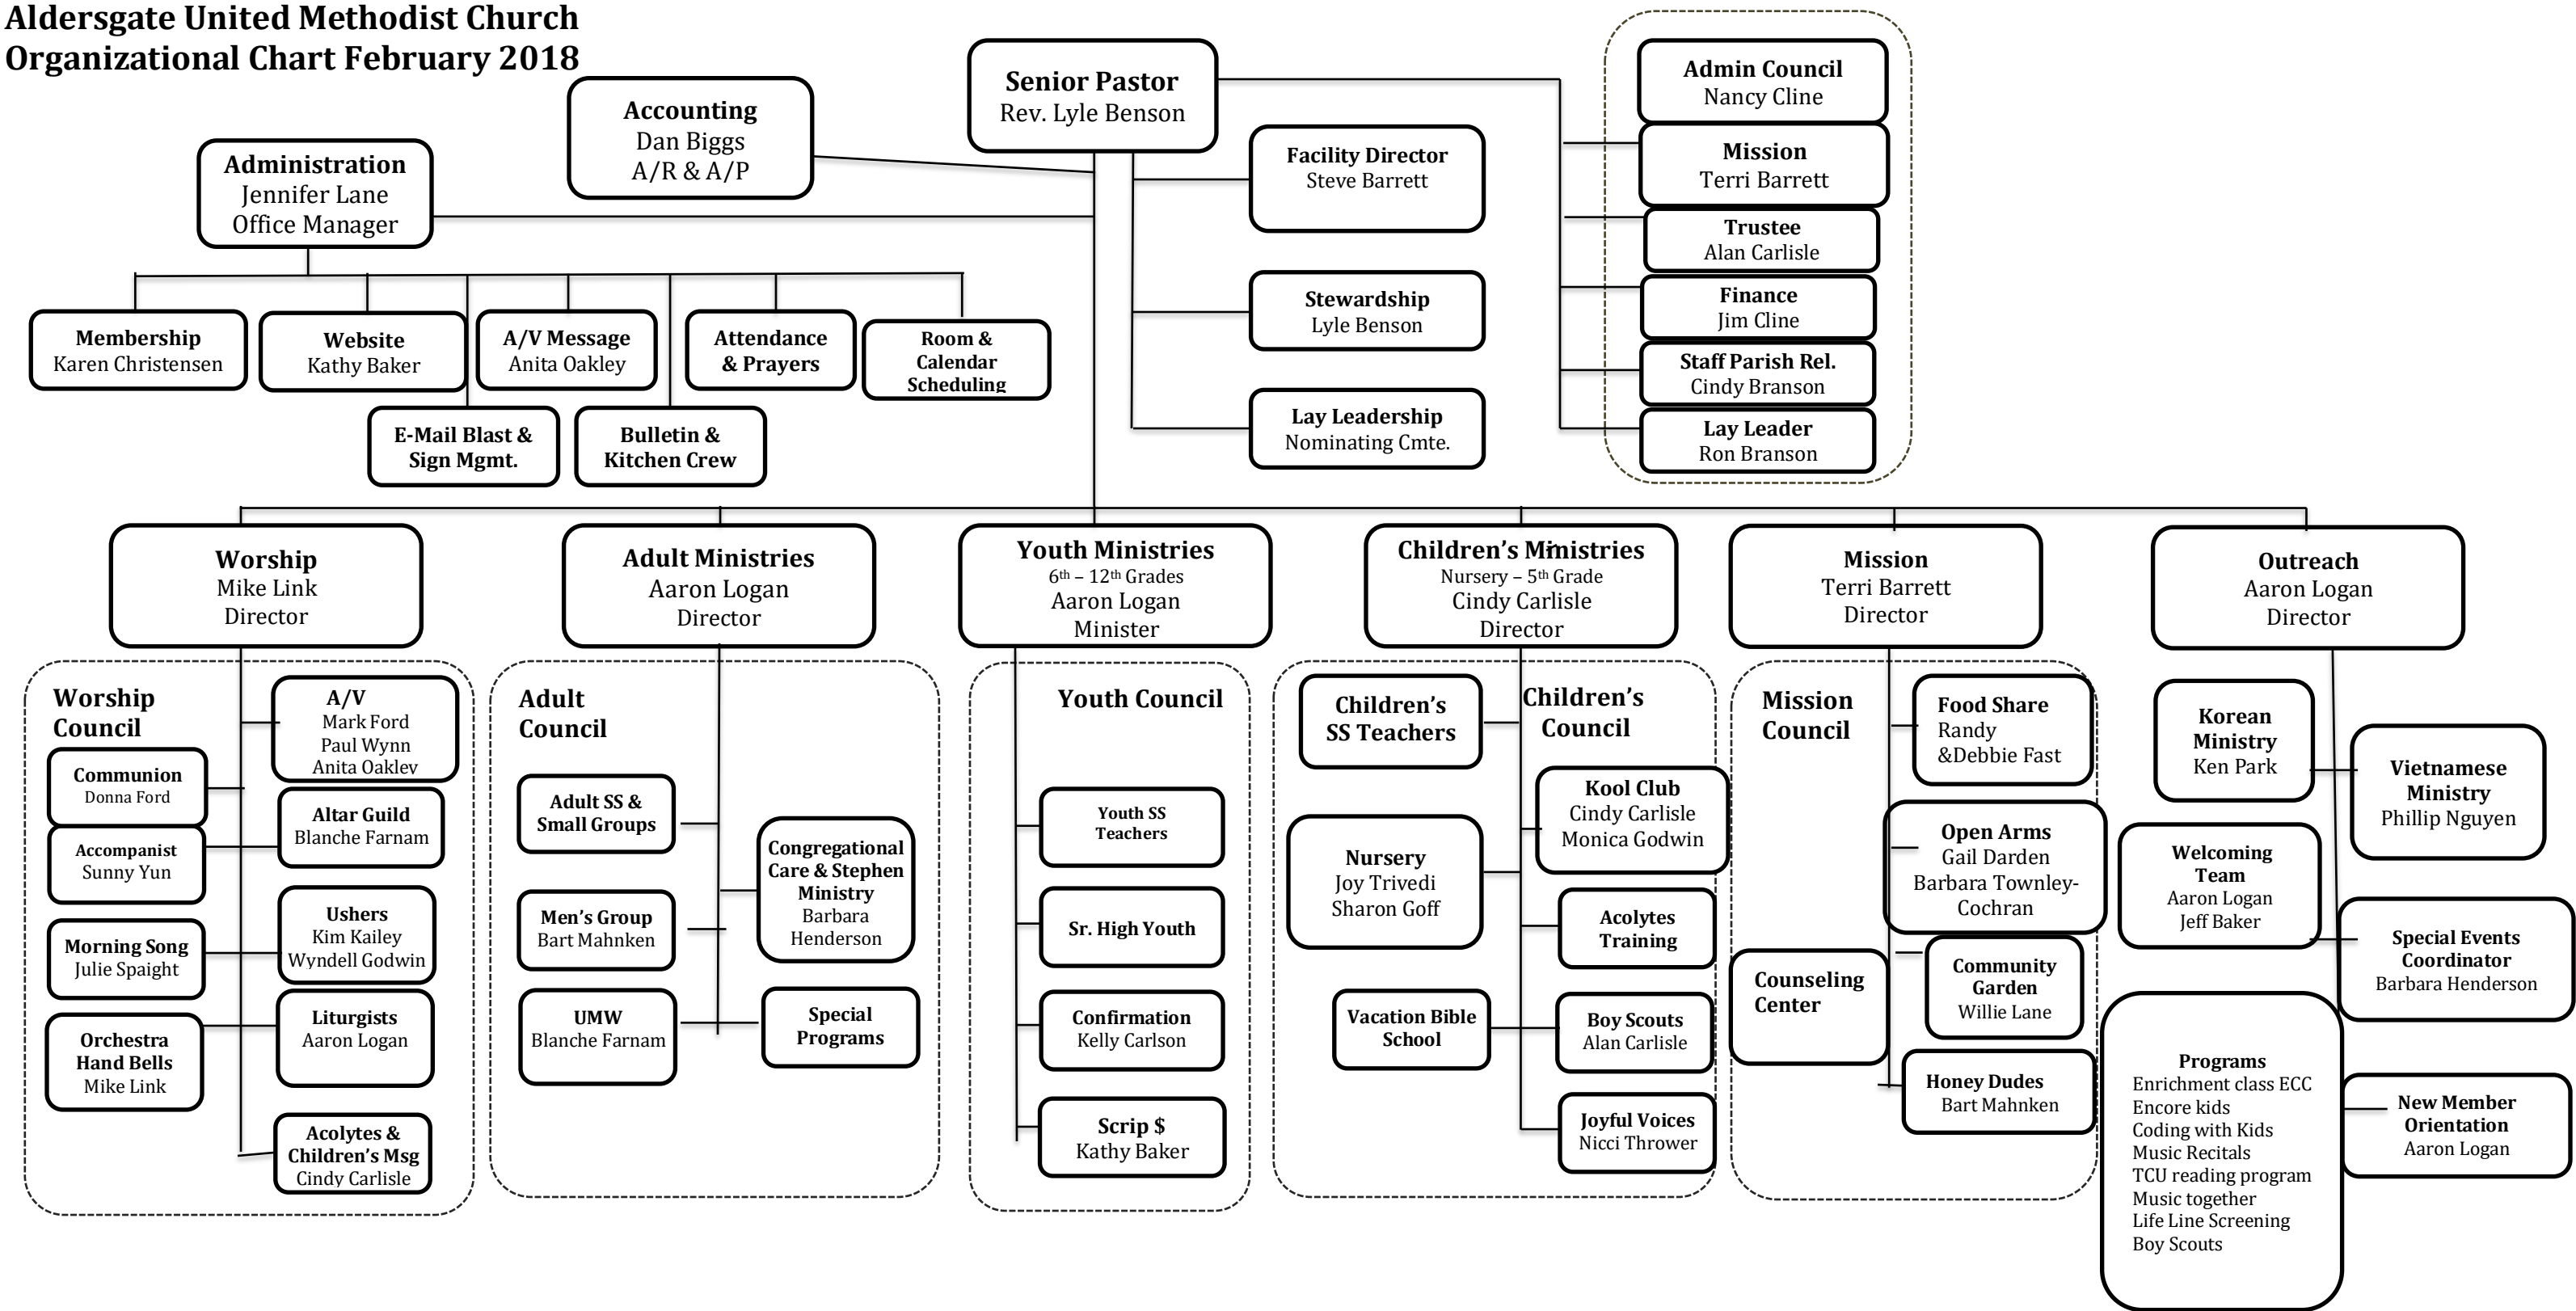 Aldersgate United Methodist Church
Organizational Chart February 2018
Senior Pastor
Rev. Lyle Benson
Accounting
Dan Biggs
A/R & A/P
Administration
Jennifer Lane
Office Manager
Facility Director
Steve Barrett
Stewardship
Lyle Benson
Lay Leadership
Nominating Cmte.
Admin Council
Nancy Cline
Mission
Terri Barrett
Trustee
Alan Carlisle
Finance
Jim Cline
Staff Parish Rel.
Cindy Branson
Lay Leader
Ron Branson
Membership
Karen Christensen
Website
Kathy Baker
A/V Message
Anita Oakley
Attendance
& Prayers
Room &
Calendar
Scheduling
E-Mail Blast &
Sign Mgmt.
Bulletin &
Kitchen Crew
Worship
Mike Link
Director
Adult Ministries
Aaron Logan
Director
Youth Ministries
6th – 12th Grades
Aaron Logan
Minister
Children's Ministries
Nursery – 5th Grade
Cindy Carlisle
Director
Mission
Terri Barrett
Director
Outreach
Aaron Logan
Director
Worship
Council
A/V
Mark Ford
Paul Wynn
Anita Oakley
Communion
Donna Ford
Altar Guild
Blanche Farnam
Accompanist
Sunny Yun
Ushers
Kim Kailey
Wyndell Godwin
Morning Song
Julie Spaight
Liturgists
Aaron Logan
Orchestra
Hand Bells
Mike Link
Acolytes &
Children's Msg
Cindy Carlisle
Adult
Council
Adult SS &
Small Groups
Congregational
Care & Stephen
Ministry
Barbara
Henderson
Men's Group
Bart Mahnken
UMW
Blanche Farnam
Special
Programs
Youth Council
Youth SS
Teachers
Sr. High Youth
Confirmation
Kelly Carlson
Scrip $
Kathy Baker
Children's
SS Teachers
Children's
Council
Kool Club
Cindy Carlisle
Monica Godwin
Nursery
Joy Trivedi
Sharon Goff
Acolytes
Training
Vacation Bible
School
Boy Scouts
Alan Carlisle
Joyful Voices
Nicci Thrower
Mission
Council
Food Share
Randy
&Debbie Fast
Open Arms
Gail Darden
Barbara Townley-
Cochran
Counseling
Center
Community
Garden
Willie Lane
Honey Dudes
Bart Mahnken
Korean
Ministry
Ken Park
Vietnamese
Ministry
Phillip Nguyen
Welcoming
Team
Aaron Logan
Jeff Baker
Special Events
Coordinator
Barbara Henderson
Programs
Enrichment class ECC
Encore kids
Coding with Kids
Music Recitals
TCU reading program
Music together
Life Line Screening
Boy Scouts
New Member
Orientation
Aaron Logan